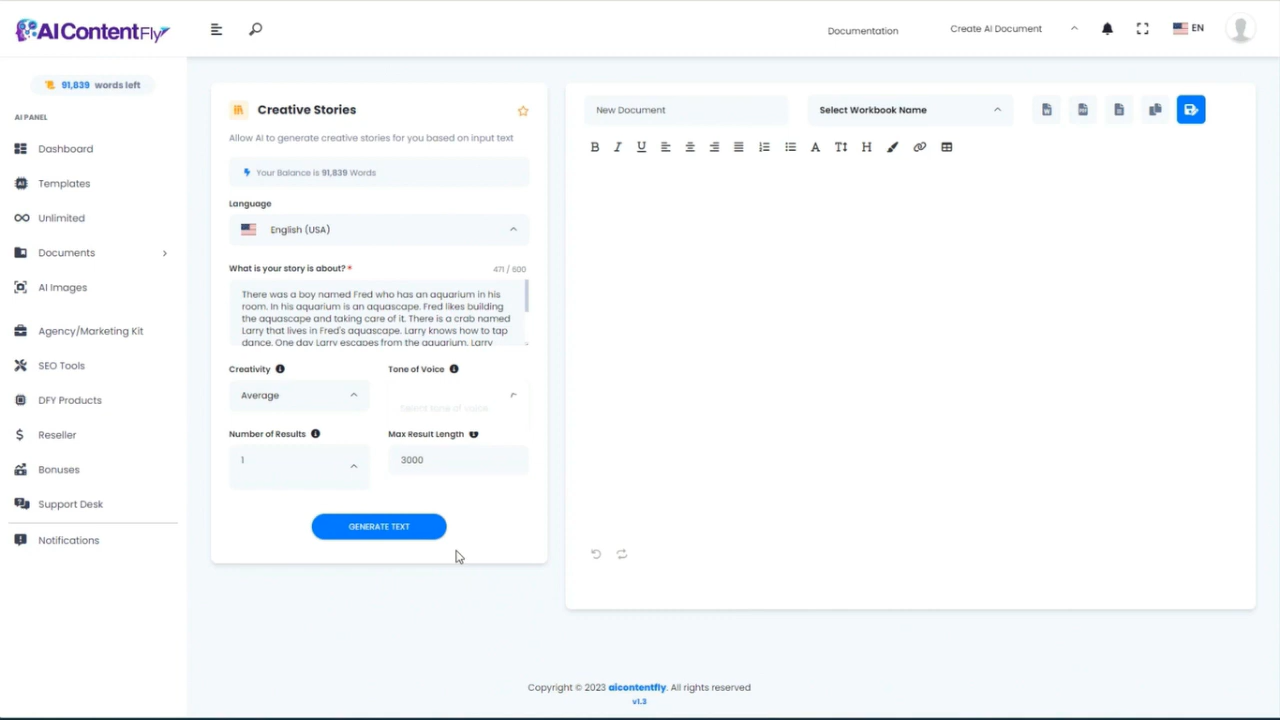 AI ContentFly
Documentation
Create AI Document
EN
91,839 words left
AI PANEL
Dashboard
Templates
Unlimited
Documents
AI Images
Agency/Marketing Kit
SEO Tools
DFY Products
Reseller
Bonuses
Support Desk
Notifications
Creative Stories
Allow AI to generate creative stories for you based on input text
Your Balance is 91,839 Words
Language
English (USA)
What is your story is about? *
471 / 600
There was a boy named Fred who has an aquarium in his
room. In his aquarium is an aquascape. Fred likes building
the aquascape and taking care of it. There is a crab named
Larry that lives in Fred's aquascape. Larry knows how to tap
dance. One day Larry escapes from the aquarium. Larry
Creativity
Tone of Voice
Average
Select tone of voice
Number of Results
Max Result Length
1
3000
GENERATE TEXT
New Document
Select Workbook Name
B I U A T H
Copyright © 2023 aicontentfly. All rights reserved
v1.3